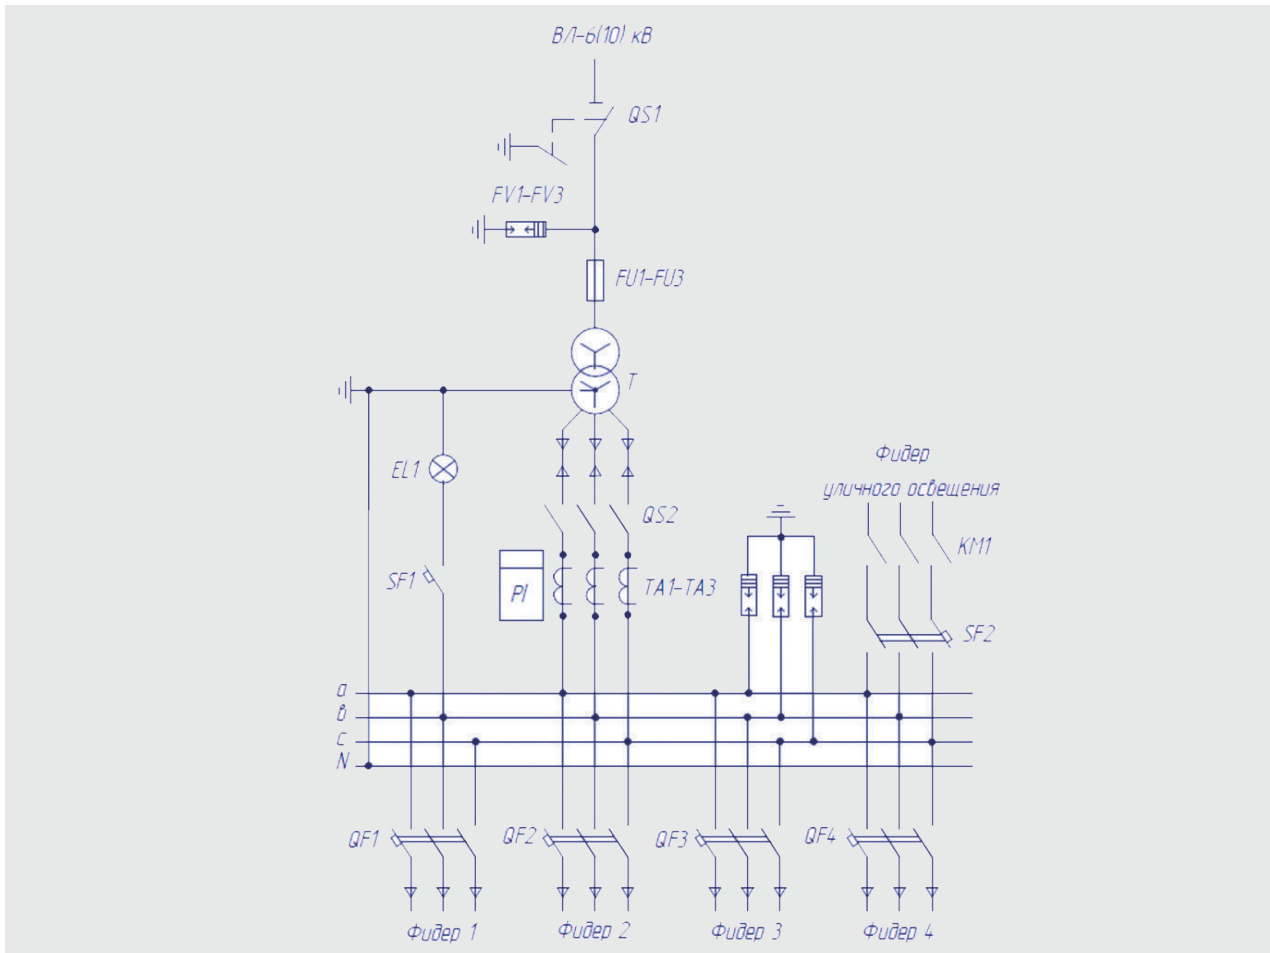 ВЛ-6(10) кВ
QS1
FV1-FV3
FU1-FU3
T
EL1
Фидер
уличного освещения
QS2
KM1
SF1
PI
TA1-TA3
SF2
а
в
с
N
QF1
QF2
QF3
QF4
Фидер 1
Фидер 2
Фидер 3
Фидер 4